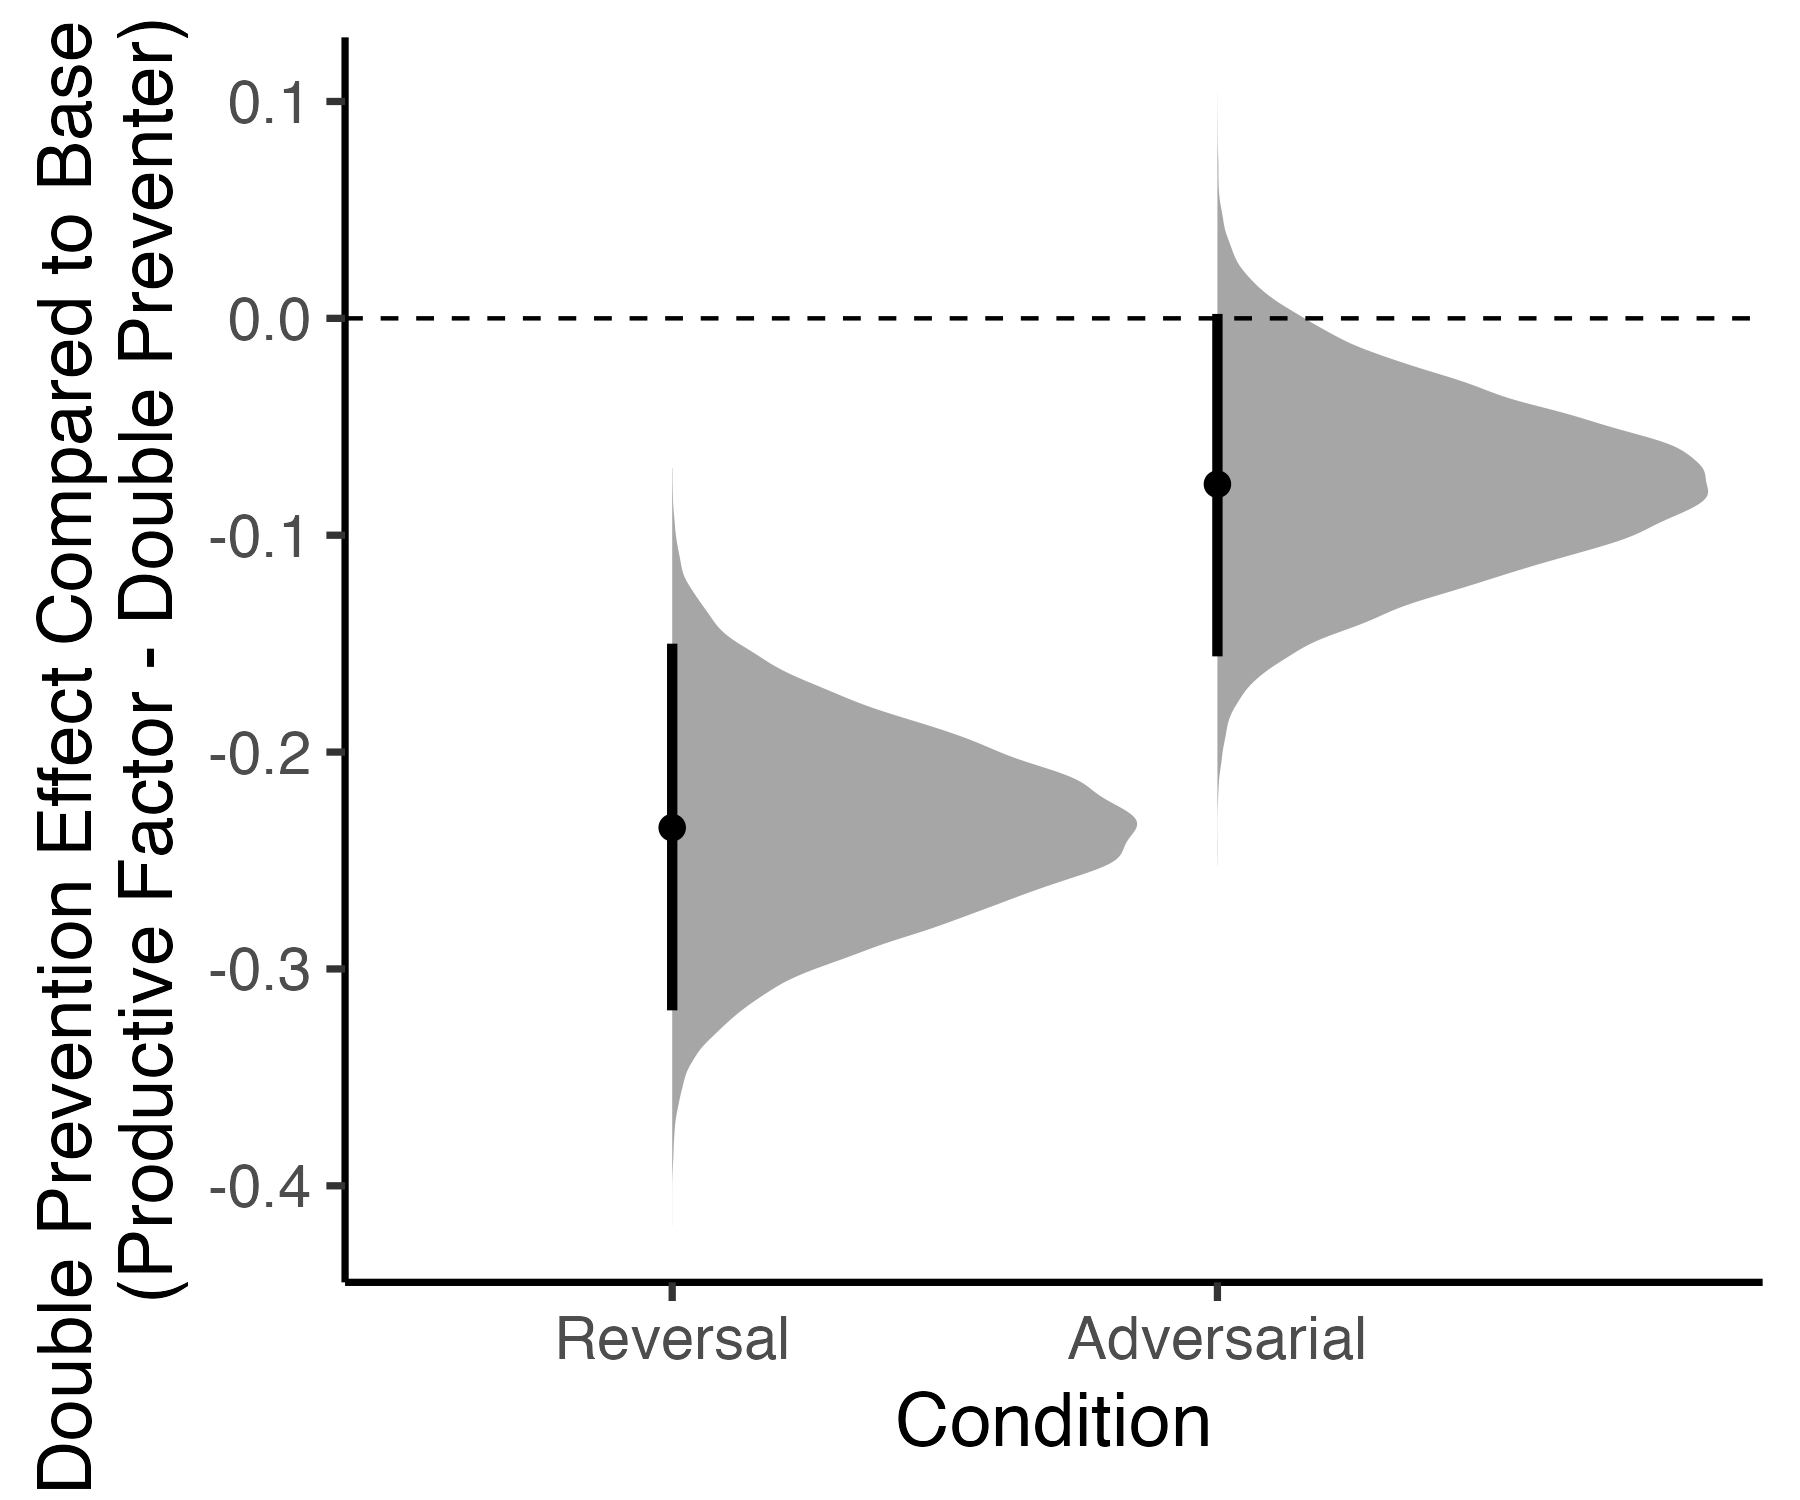 Double Prevention Effect Compared to Base
(Productive Factor - Double Preventer)
0.1
0.0
-0.1
-0.2
-0.3
-0.4
Reversal
Adversarial
Condition